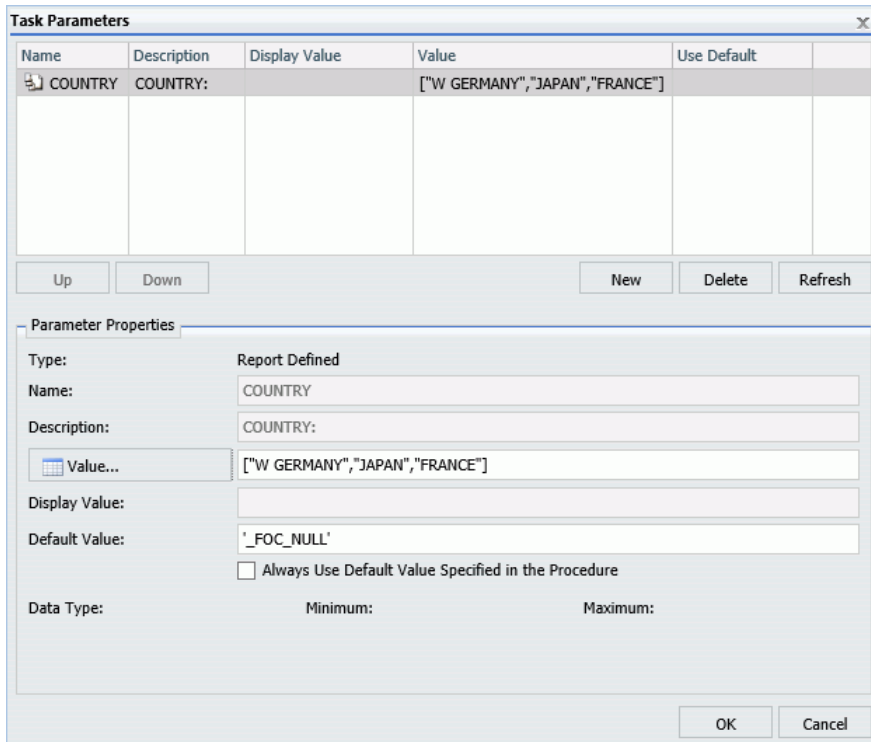 Task Parameters x
Name Description Display Value Value Use Default
COUNTRY COUNTRY: ["W GERMANY","JAPAN","FRANCE"]
Up Down New Delete Refresh
Parameter Properties
Type: Report Defined
Name: COUNTRY
Description: COUNTRY:
Value... ["W GERMANY","JAPAN","FRANCE"]
Display Value:
Default Value: '_FOC_NULL'
Always Use Default Value Specified in the Procedure
Data Type: Minimum: Maximum:
OK Cancel